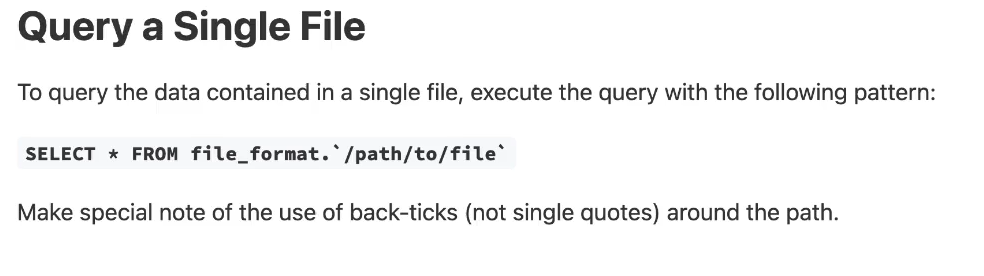 Query a Single File
To query the data contained in a single file, execute the query with the following pattern:
SELECT * FROM file_format.`/path/to/file`
Make special note of the use of back-ticks (not single quotes) around the path.